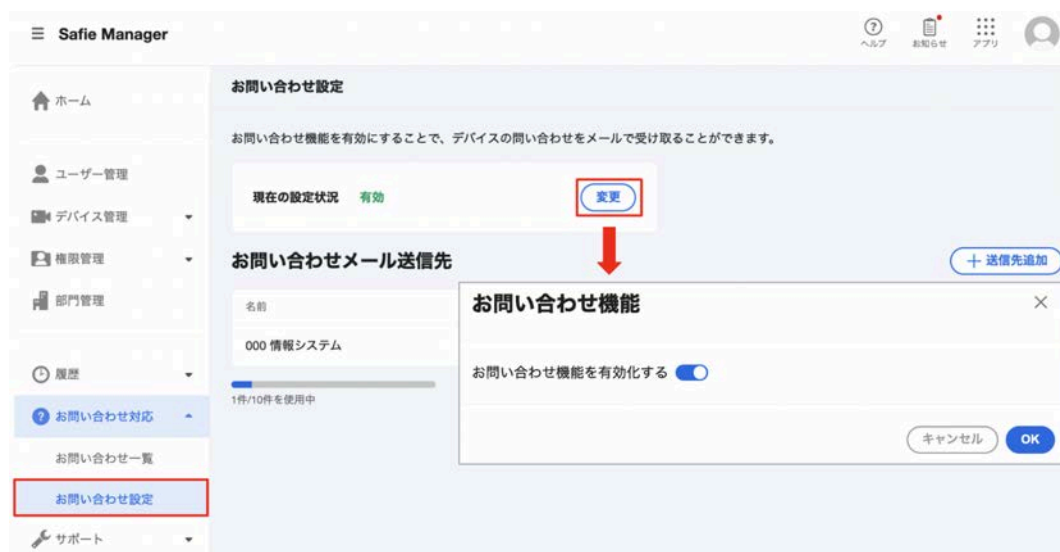 Safie Manager
ヘルプ
お知らせ
アプリ
ホーム
ユーザー管理
デバイス管理
権限管理
部門管理
履歴
お問い合わせ対応
お問い合わせ一覧
お問い合わせ設定
サポート
お問い合わせ設定
お問い合わせ機能を有効にすることで、デバイスの問い合わせをメールで受け取ることができます。
現在の設定状況 有効
変更
お問い合わせメール送信先
＋ 送信先追加
名前
000 情報システム
1件/10件を使用中
お問い合わせ機能
お問い合わせ機能を有効化する
キャンセル
OK